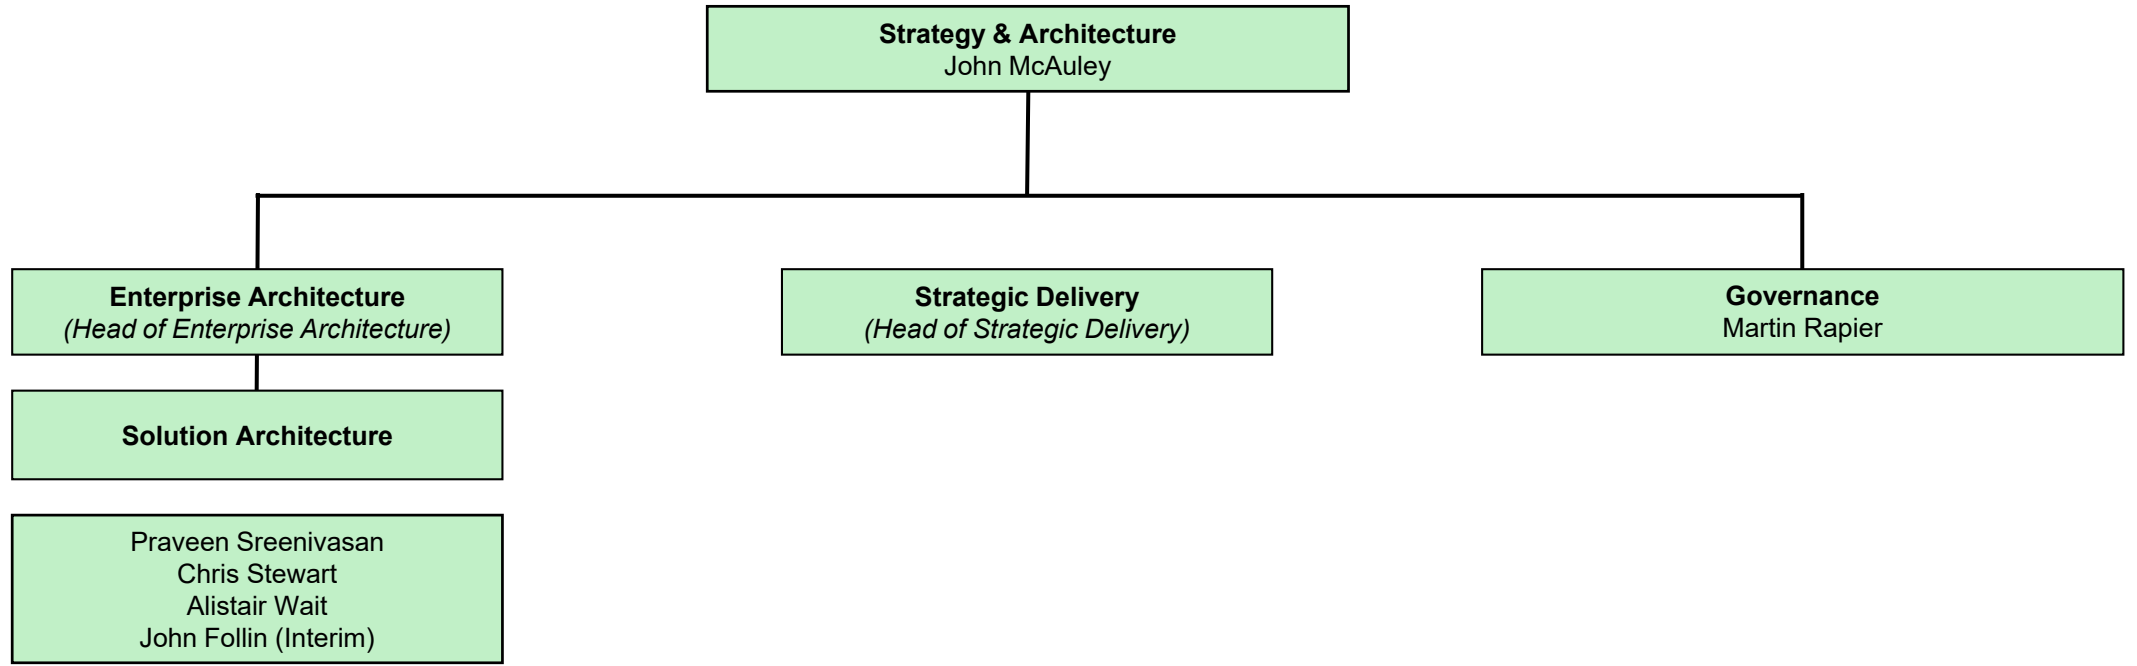 Strategy & Architecture
John McAuley
Enterprise Architecture
(Head of Enterprise Architecture)
Strategic Delivery
(Head of Strategic Delivery)
Governance
Martin Rapier
Solution Architecture
Praveen Sreenivasan
Chris Stewart
Alistair Wait
John Follin (Interim)